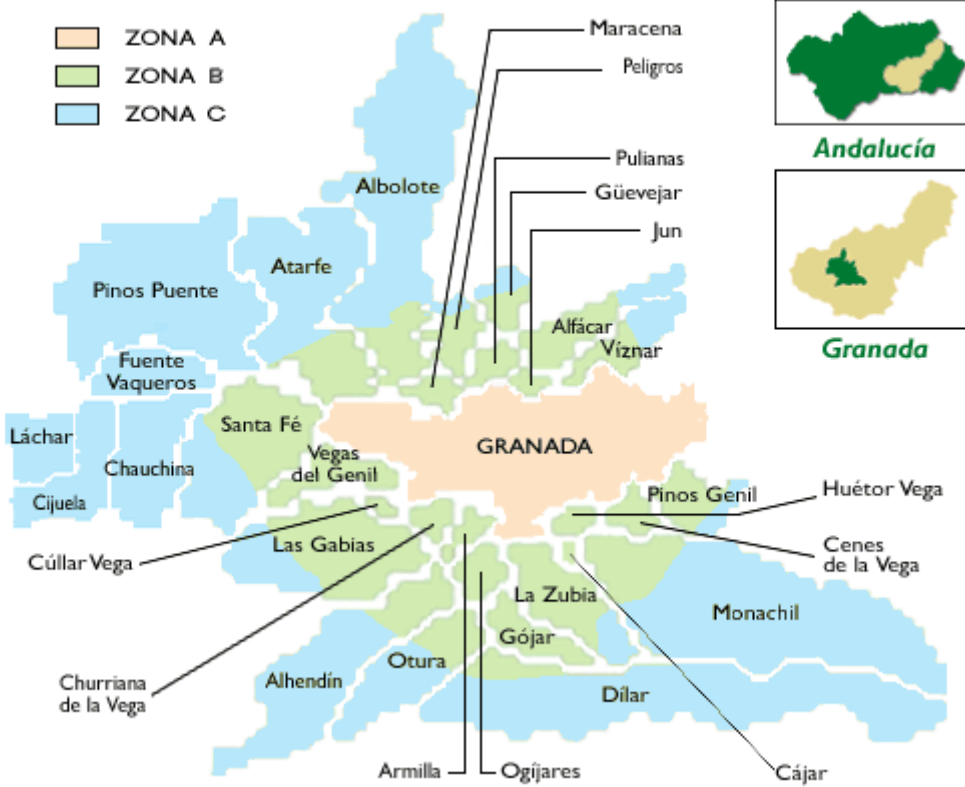 ZONA A
ZONA B
ZONA C
Maracena
Peligros
Pulianas
Güevejar
Jun
Andalucía
Granada
Albolote
Atarfe
Pinos Puente
Alfácar
Víznar
Fuente
Vaqueros
Santa Fé
Láchar
Chauchina
Cijuela
Vegas
del Genil
GRANADA
Pinos Genil
Huétor Vega
Cenes
de la Vega
Cúllar Vega
Las Gabias
La Zubia
Monachil
Gójar
Otura
Alhendín
Dílar
Churriana
de la Vega
Armilla
Ogíjares
Cájar